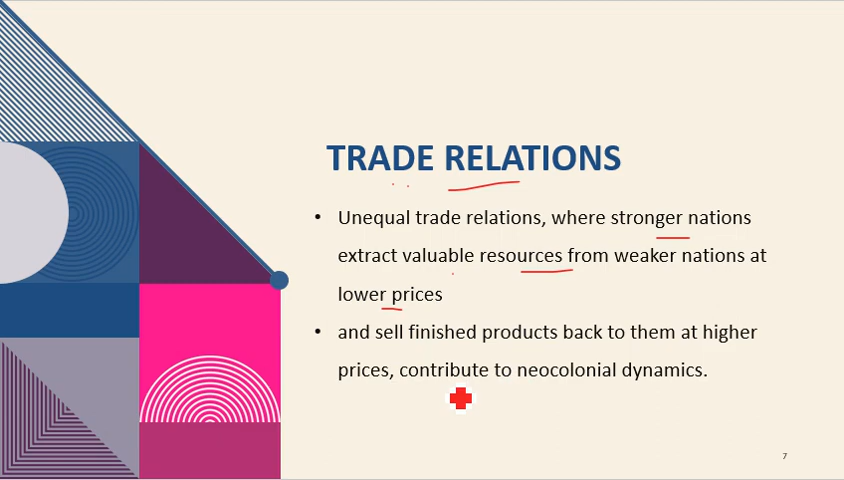 TRADE RELATIONS
• Unequal trade relations, where stronger nations
extract valuable resources from weaker nations at
lower prices
• and sell finished products back to them at higher
prices, contribute to neocolonial dynamics.
7